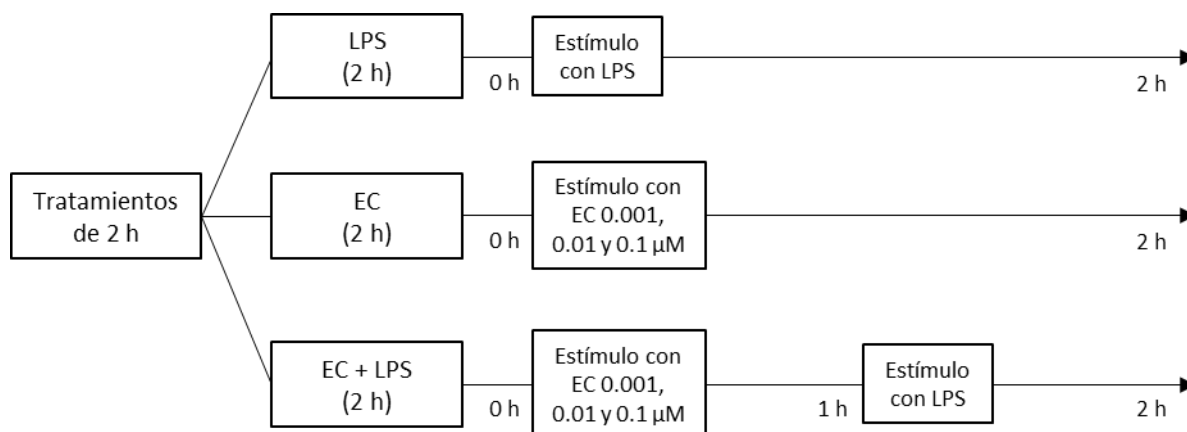 LPS
(2 h)
0 h
Estímulo
con LPS
2 h
Tratamientos
de 2 h
EC
(2 h)
0 h
Estímulo con
EC 0.001,
0.01 y 0.1 µM
2 h
EC + LPS
(2 h)
0 h
Estímulo con
EC 0.001,
0.01 y 0.1 µM
1 h
Estímulo
con LPS
2 h